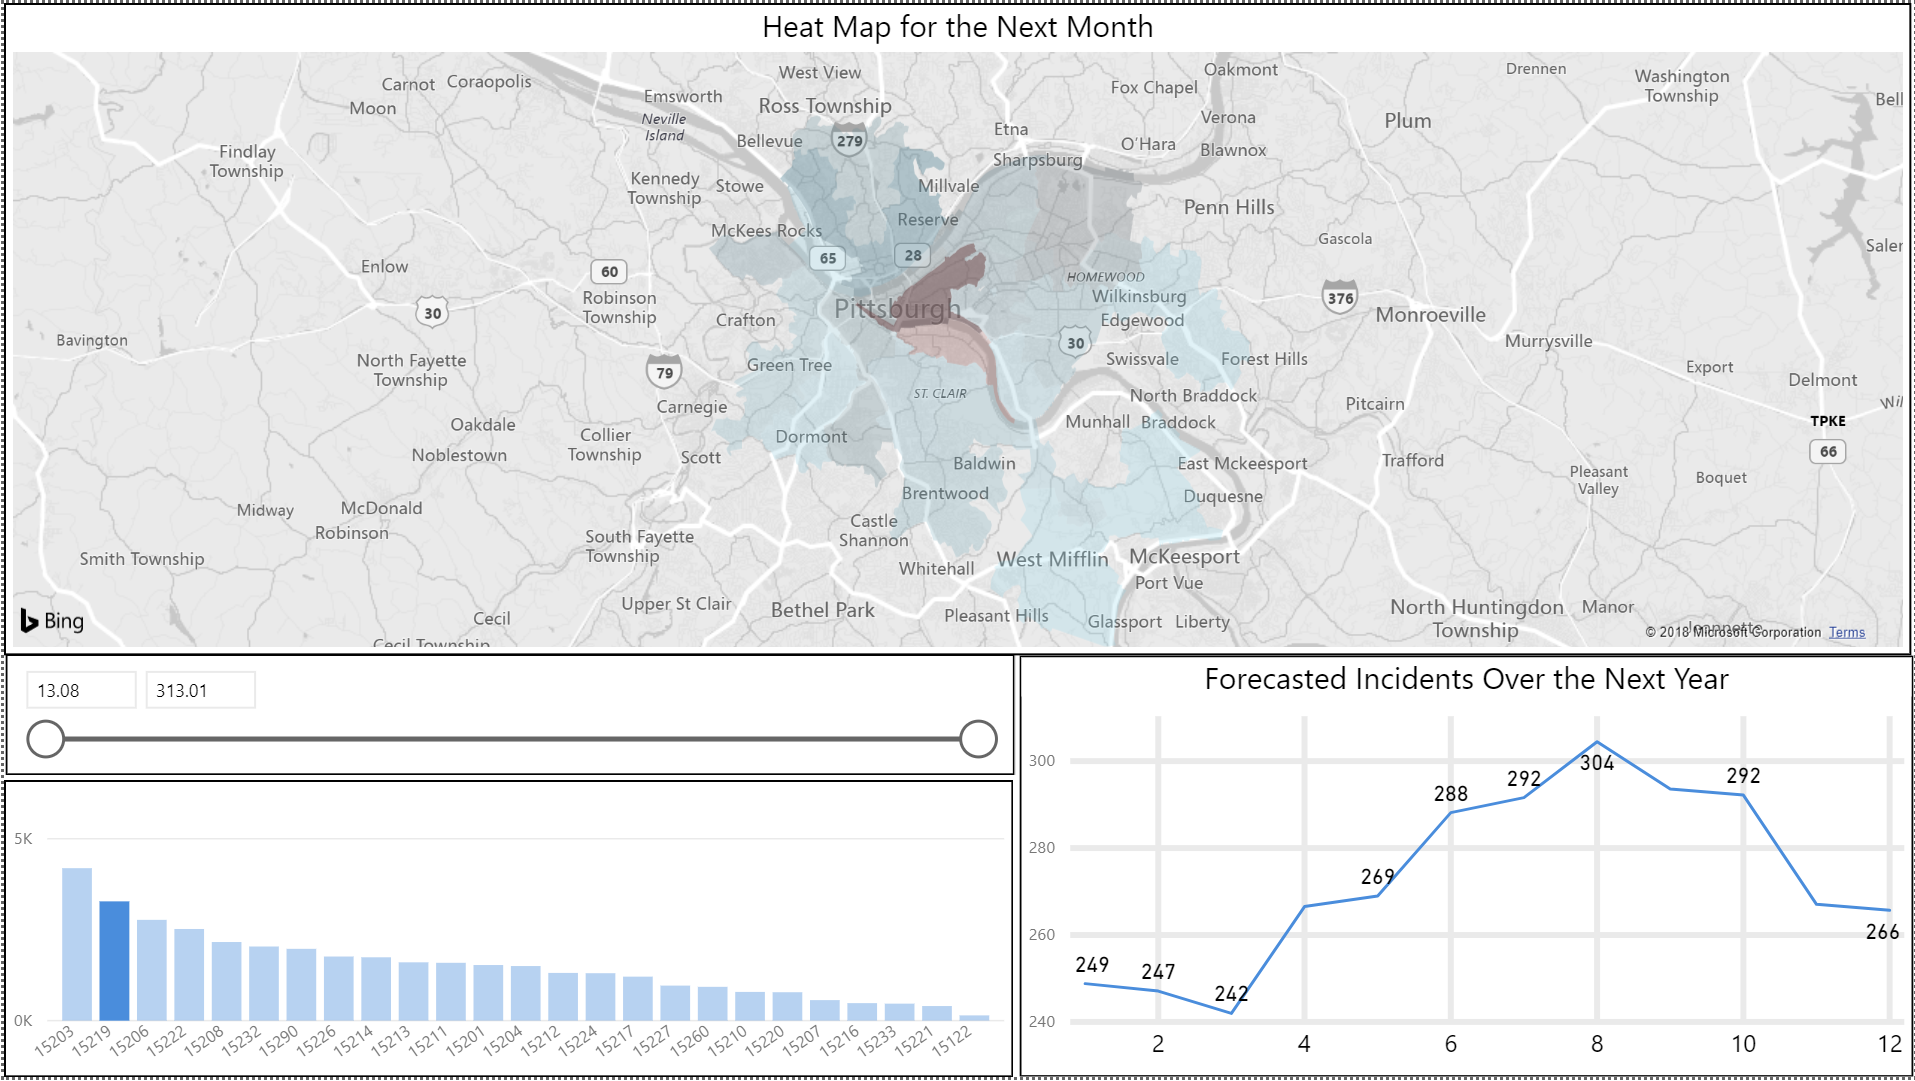 Heat Map for the Next Month
Carnot
Coraopolis
Moon
West View
Emsworth
Ross Township
Neville
Island
Bellevue
279
Oakmont
Fox Chapel
Verona
Etna
O'Hara
Blawnox
Sharpsburg
Plum
Drennen
Washington
Township
Bell
Findlay
Township
Kennedy
Township
Stowe
Millvale
Reserve
McKees Rocks
Penn Hills
Gascola
Saler
Enlow
60
65
28
HOMEWOOD
Robinson
Township
Pittsburgh
Wilkinsburg
Edgewood
376
Monroeville
30
Bavington
Crafton
30
Murrysville
North Fayette
Township
79
Green Tree
Swissvale
Forest Hills
Export
Delmont
Carnegie
ST. CLAIR
North Braddock
Pitcairn
Oakdale
Collier
Township
Dormont
Munhall
Braddock
TPKE
66
Noblestown
Scott
Baldwin
East Mckeesport
Trafford
Pleasant
Valley
Boquet
Brentwood
Duquesne
Midway
McDonald
Robinson
South Fayette
Township
Castle
Shannon
Smith Township
Whitehall
West Mifflin
McKeesport
Port Vue
Upper St Clair
Bethel Park
Pleasant Hills
Glassport
Liberty
North Huntingdon
Township
Manor
Bing
Cecil
Cecil Township
© 2018 Microsoft Corporation
Terms
13.08
313.01
5K
0K
15203
15219
15206
15222
15208
15232
15290
15226
15214
15213
15211
15201
15204
15212
15224
15217
15227
15260
15210
15220
15207
15216
15233
15221
15122
Forecasted Incidents Over the Next Year
300
280
260
240
249
247
242
269
288
292
304
292
266
2
4
6
8
10
12